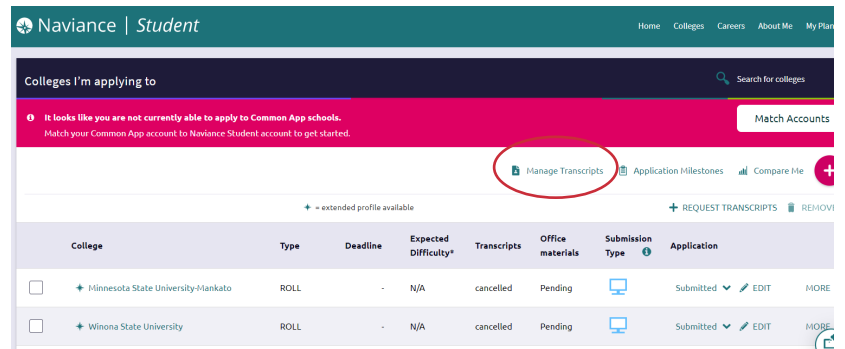 Naviance | Student
Home Colleges Careers About Me My Plan
Colleges I'm applying to
Search for colleges
It looks like you are not currently able to apply to Common App schools.
Match your Common App account to Naviance Student account to get started.
Match Accounts
Manage Transcripts Application Milestones Compare Me +
+ = extended profile available
+ REQUEST TRANSCRIPTS REMOVE
College Type Deadline Expected Difficulty* Transcripts Office materials Submission Type Application
Minnesota State University-Mankato ROLL - N/A cancelled Pending Submitted EDIT MORE
Winona State University ROLL - N/A cancelled Pending Submitted EDIT MORE